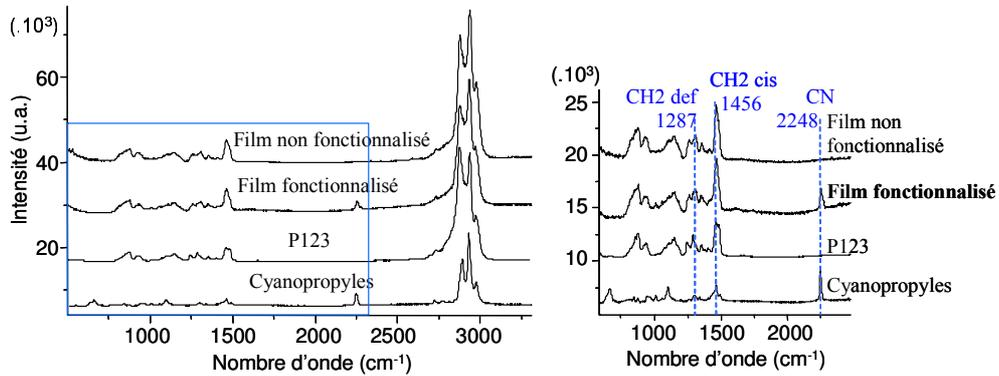 (.10³)
60
40
20
Intensité (u.a.)
Film non fonctionnalisé
Film fonctionnalisé
P123
Cyanopropyles
1000 1500 2000 2500 3000
Nombre d'onde (cm⁻¹)
(.10³)
25
20
15
10
CH2 def
1287
CH2 cis
1456
CN
2248
Film non
fonctionnalisé
Film fonctionnalisé
P123
Cyanopropyles
1000 1500 2000
Nombre d'onde (cm⁻¹)